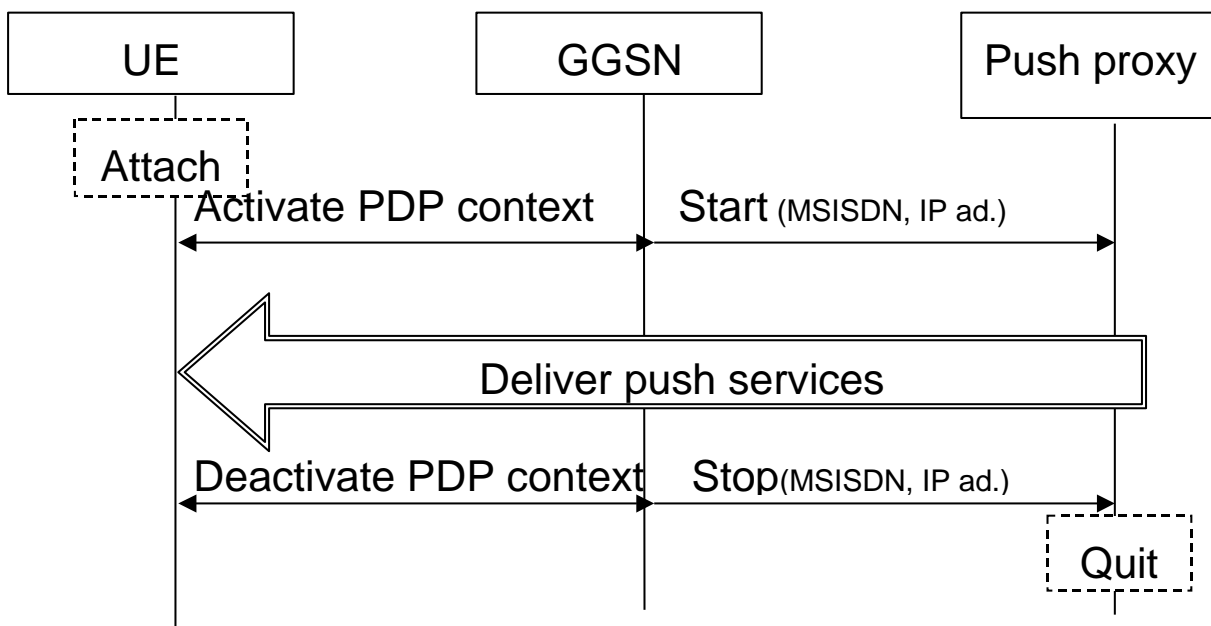 UE
GGSN
Push proxy
Attach
Activate PDP context
Start (MSISDN, IP ad.)
Deliver push services
Deactivate PDP context
Stop(MSISDN, IP ad.)
Quit